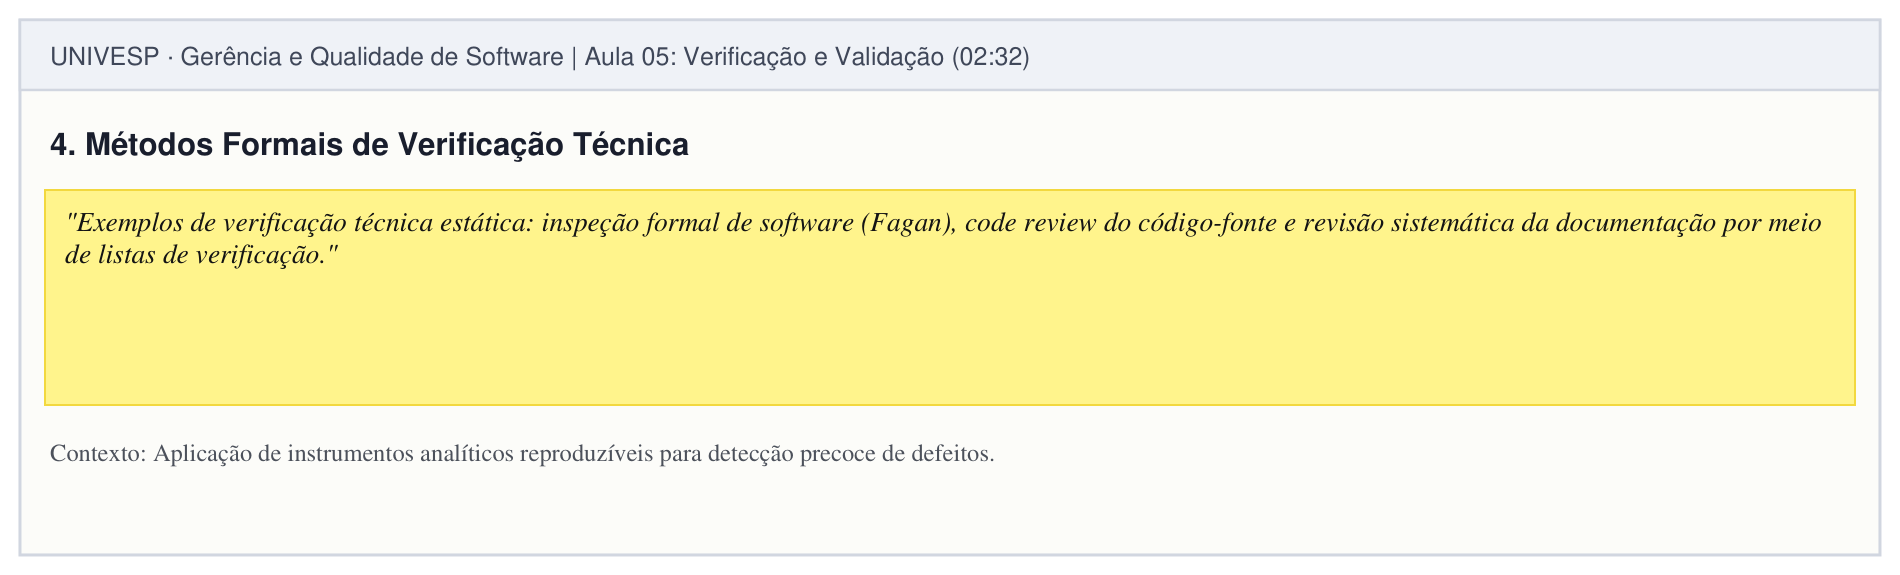 UNIVESP · Gerência e Qualidade de Software | Aula 05: Verificação e Validação (02:32)
4. Métodos Formais de Verificação Técnica
"Exemplos de verificação técnica estática: inspeção formal de software (Fagan), code review do código-fonte e revisão sistemática da documentação por meio
de listas de verificação."
Contexto: Aplicação de instrumentos analíticos reproduzíveis para detecção precoce de defeitos.